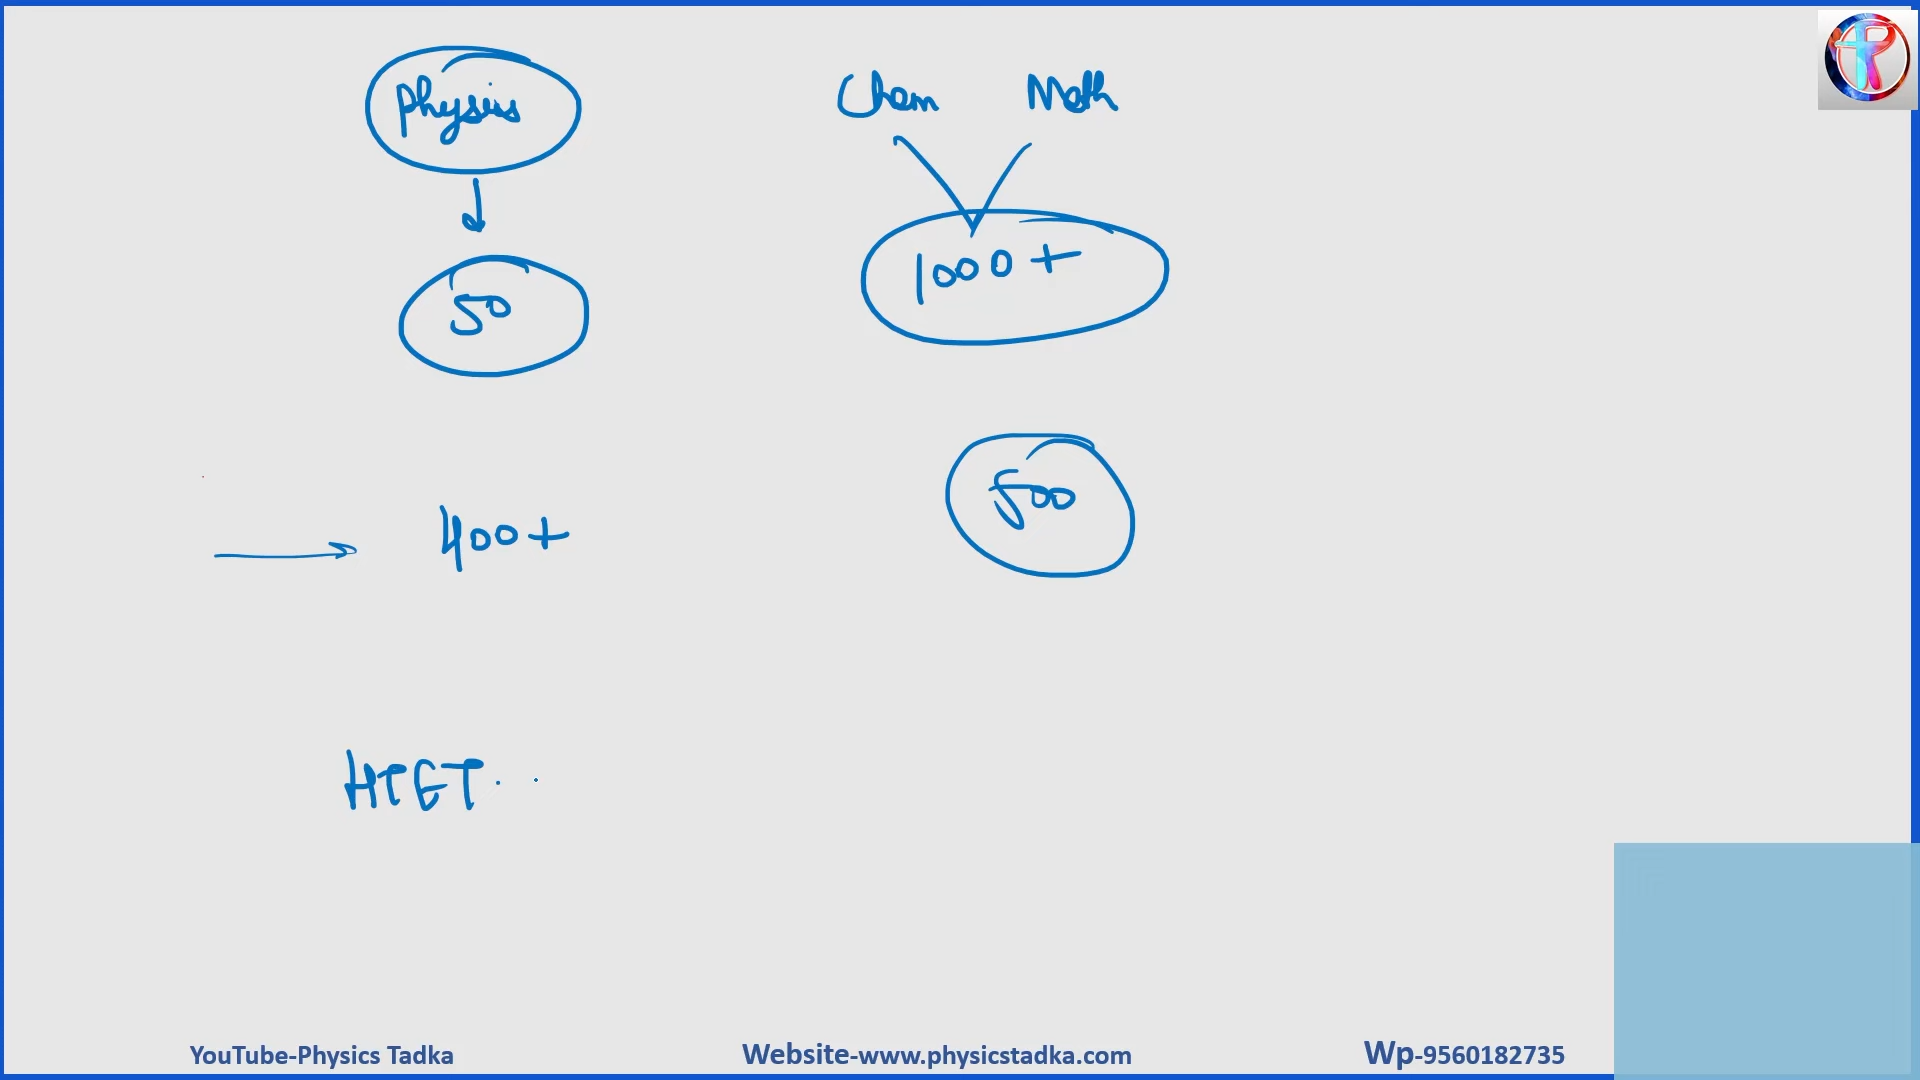 Physics
Chem Math
50
1000+
400+
500
HTET
YouTube-Physics Tadka
Website-www.physicstadka.com
Wp-9560182735